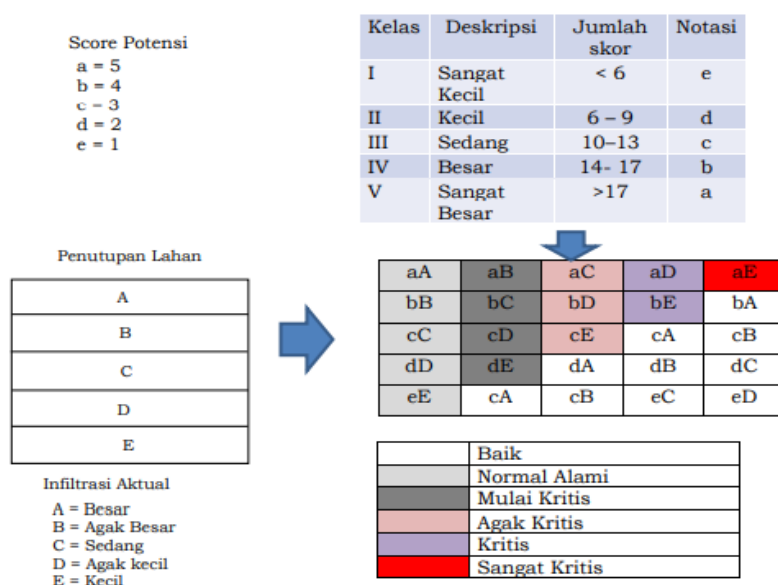 Score Potensi
a = 5
b = 4
c – 3
d = 2
e = 1
Kelas Deskripsi Jumlah skor Notasi
I Sangat Kecil < 6 e
II Kecil 6 – 9 d
III Sedang 10–13 c
IV Besar 14- 17 b
V Sangat Besar >17 a
Penutupan Lahan
A
B
C
D
E
Infiltrasi Aktual
A = Besar
B = Agak Besar
C = Sedang
D = Agak kecil
E = Kecil
aA aB aC aD aE
bB bC bD bE bA
cC cD cE cA cB
dD dE dA dB dC
eE cA cB eC eD
Baik
Normal Alami
Mulai Kritis
Agak Kritis
Kritis
Sangat Kritis